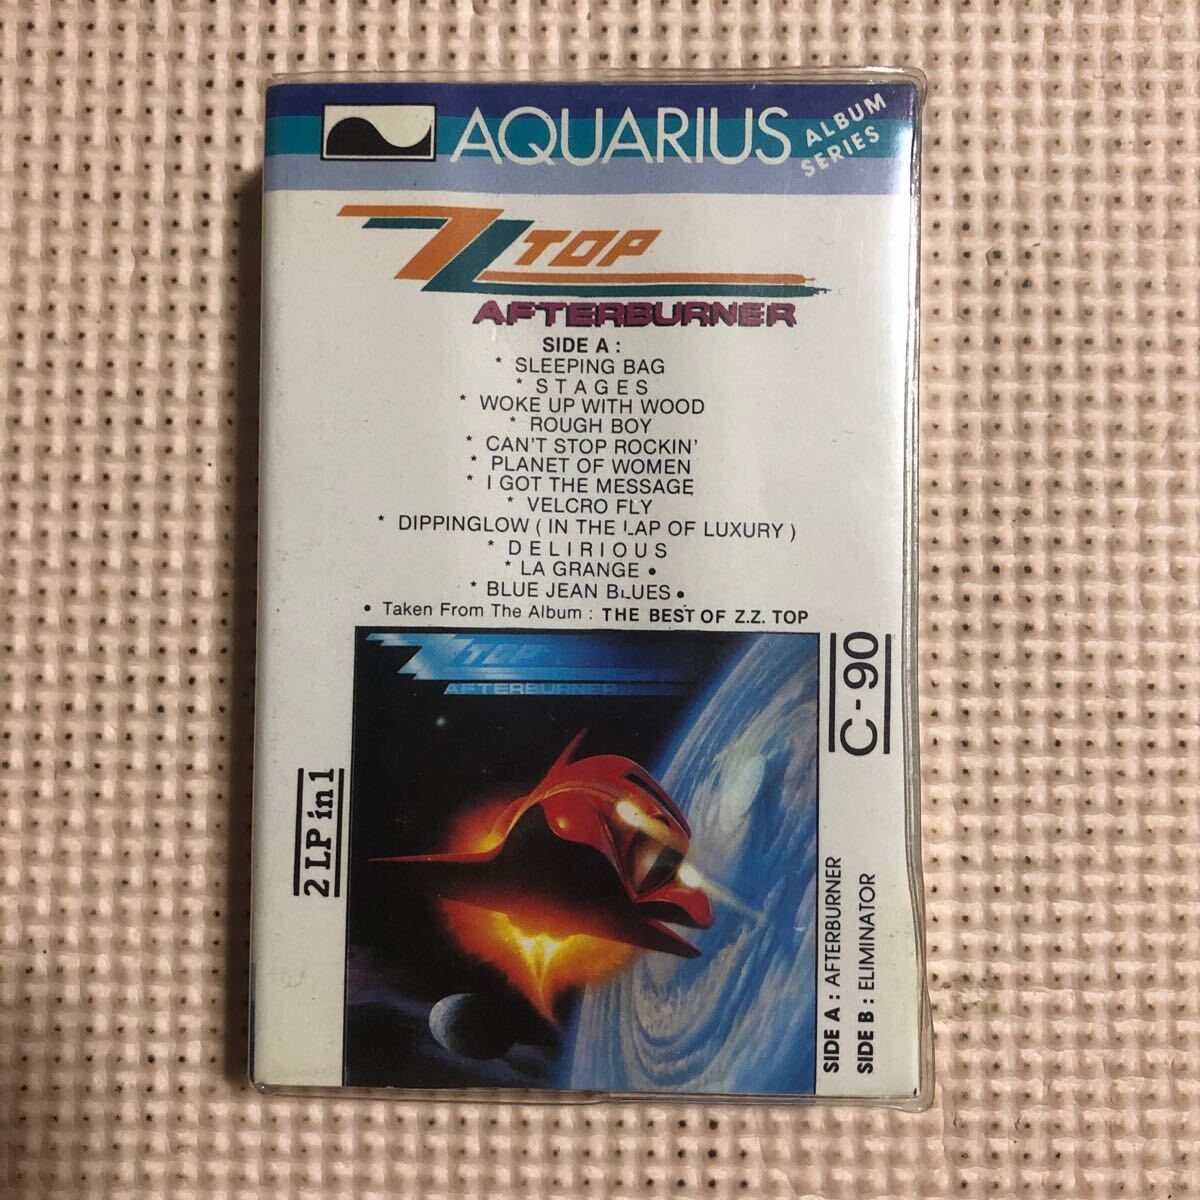 AQUARIUS ALBUM SERIES
ZZ TOP
AFTERBURNER
SIDE A :
* SLEEPING BAG
* S T A G E S
* WOKE UP WITH WOOD
* ROUGH BOY
* CAN'T STOP ROCKIN'
* PLANET OF WOMEN
* I GOT THE MESSAGE
* VELCRO FLY
* DIPPINGLOW ( IN THE LAP OF LUXURY )
* D E L I R I O U S
* LA GRANGE •
* BLUE JEAN BLUES •
• Taken From The Album : THE BEST OF Z.Z. TOP
ZZ TOP
AFTERBURNER
C - 90
2 LP in 1
SIDE A : AFTERBURNER
SIDE B : ELIMINATOR